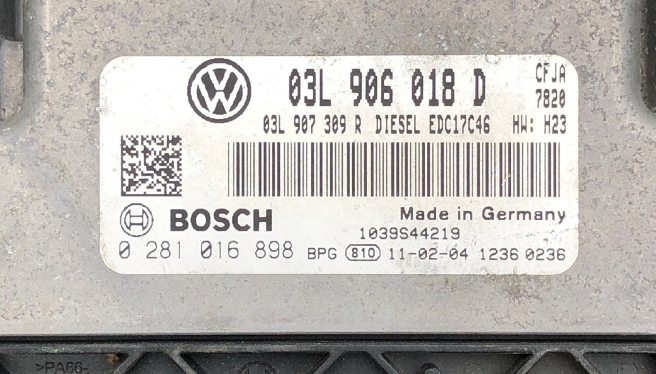 03L 906 018 D CFJA
7820
03L 907 309 R DIESEL EDC17C46 HW: H23
BOSCH
Made in Germany
1039S44219
0 281 016 898 BPG 810 11-02-04 1236 0236
>PA66-